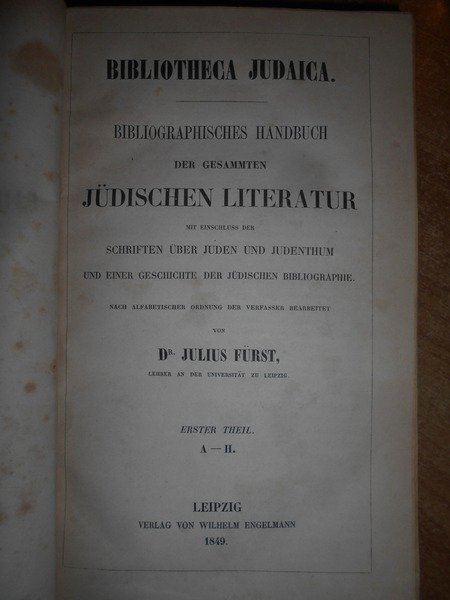 BIBLIOTHECA JUDAICA.
BIBLIOGRAPHISCHES HANDBUCH
DER GESAMMTEN
JÜDISCHEN LITERATUR
MIT EINSCHLUSS DER
SCHRIFTEN ÜBER JUDEN UND JUDENTHUM
UND EINER GESCHICHTE DER JÜDISCHEN BIBLIOGRAPHIE.
NACH ALFABETISCHER ORDNUNG DER VERFASSER BEARBEITET
VON
DR. JULIUS FÜRST,
LEHRER AN DER UNIVERSITÄT ZU LEIPZIG.
ERSTER THEIL.
A — H.
LEIPZIG
VERLAG VON WILHELM ENGELMANN
1849.